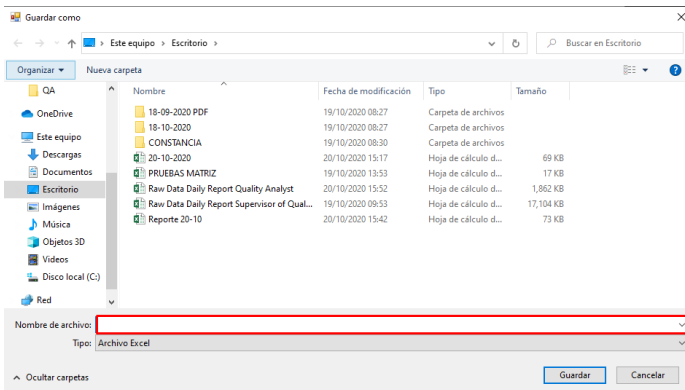 Guardar como
Este equipo > Escritorio >
Buscar en Escritorio
Organizar
Nueva carpeta
QA
OneDrive
Este equipo
Descargas
Documentos
Escritorio
Imágenes
Música
Objetos 3D
Videos
Disco local (C:)
Red
Nombre Fecha de modificación Tipo Tamaño
18-09-2020 PDF 19/10/2020 08:27 Carpeta de archivos
18-10-2020 19/10/2020 08:27 Carpeta de archivos
CONSTANCIA 19/10/2020 08:30 Carpeta de archivos
20-10-2020 20/10/2020 15:17 Hoja de cálculo d... 69 KB
PRUEBAS MATRIZ 19/10/2020 13:53 Hoja de cálculo d... 17 KB
Raw Data Daily Report Quality Analyst 20/10/2020 15:52 Hoja de cálculo d... 1,862 KB
Raw Data Daily Report Supervisor of Qual... 19/10/2020 09:53 Hoja de cálculo d... 17,104 KB
Reporte 20-10 20/10/2020 15:42 Hoja de cálculo d... 73 KB
Nombre de archivo:
Tipo: Archivo Excel
Ocultar carpetas
Guardar
Cancelar